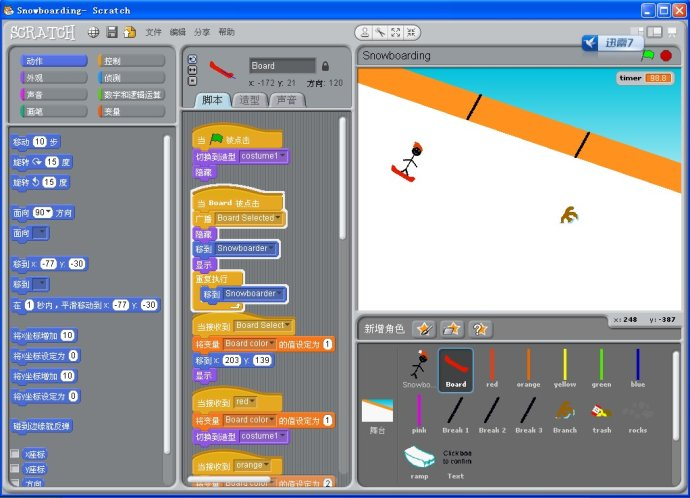 Snowboarding- Scratch
SCRATCH 文件 编辑 分享 帮助
动作 控制
外观 侦测
声音 数字和逻辑运算
画笔 变量
移动 10 步
旋转 15 度
旋转 15 度
面向 90 方向
面向
移到 x: -77 y: -30
移到
在 1 秒内，平滑移动到 x: -77 y: -30
将x坐标增加 10
将x坐标设定为 0
将y坐标增加 10
将y坐标设定为 0
碰到边缘就反弹
x座标
y座标
方向
Board
x: -172 y: 21 方向: 120
脚本 造型 声音
当 被点击
切换到造型 costume1
隐藏
当 Board 被点击
广播 Board Selected
隐藏
移到 Snowboarder
显示
重复执行
移到 Snowboarder
当接收到 Board Select
将变量 Board color 的值设定为 1
移到 x: 203 y: 139
显示
当接收到 red
将变量 Board color 的值设定为 1
切换到造型 costume1
当接收到 orange
将变量 Board color 的值设定为 2
迅雷7
Snowboarding
timer 98.8
x: 248 y: -387
新增角色
舞台
Snowbo... Board red orange yellow green blue
pink Break 1 Break 2 Break 3 Branch trash rocks
Click box
to confirm
ramp Text